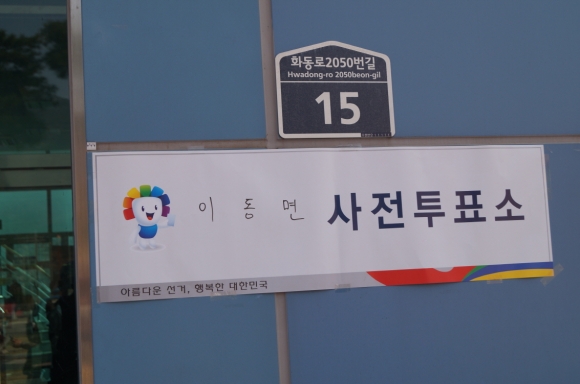 화동로2050번길
Hwadong-ro 2050beon-gil
15
이동면 사전투표소
아름다운 선거, 행복한 대한민국